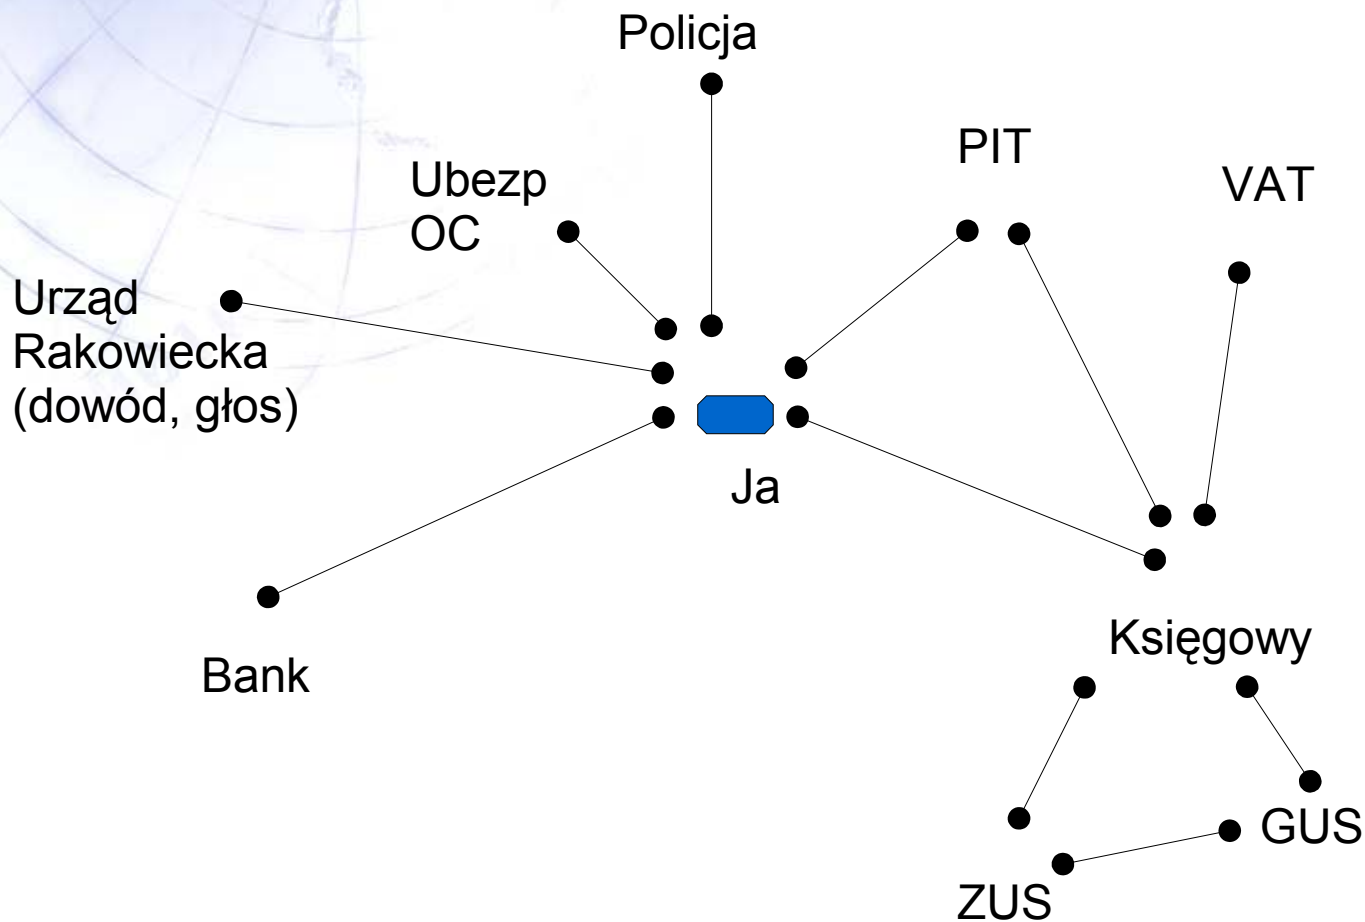 Policja
PIT
VAT
Ubezp
OC
Urząd
Rakowiecka
(dowód, głos)
Ja
Księgowy
Bank
GUS
ZUS